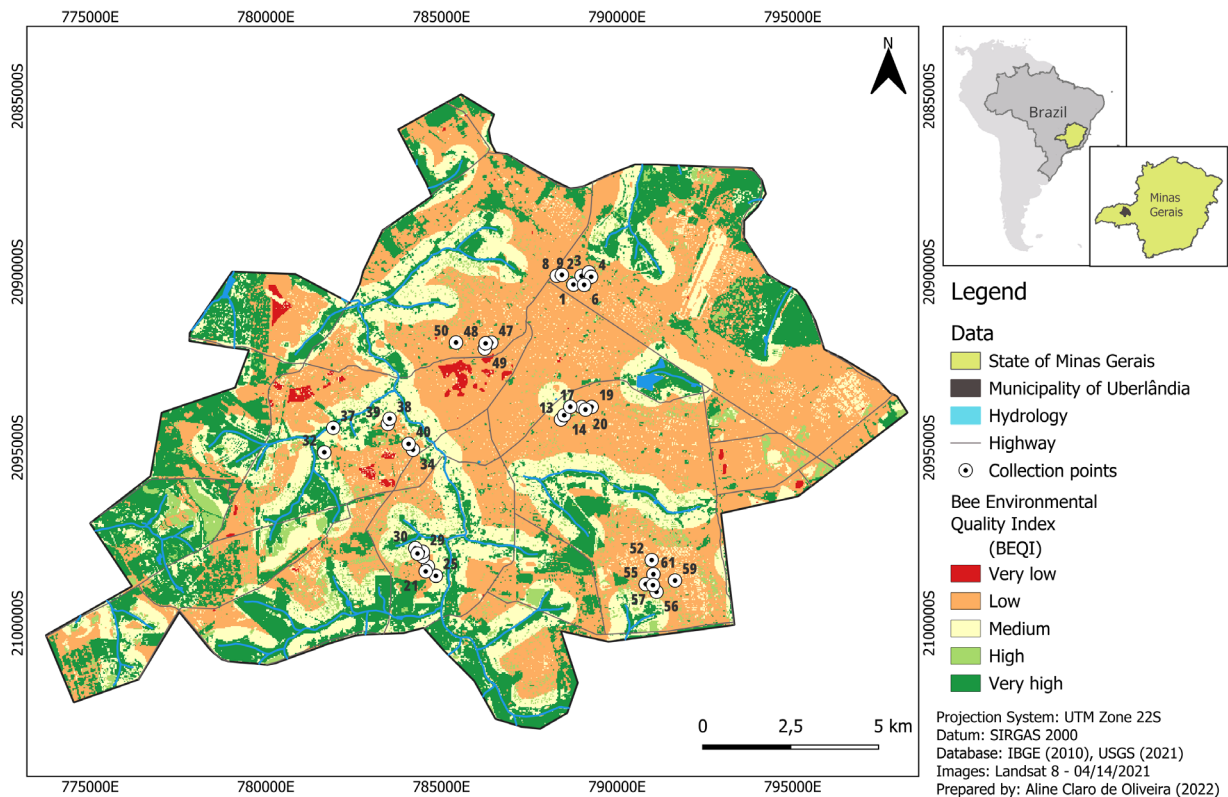 775000E 780000E 785000E 790000E 795000E
2085000S
2090000S
2095000S
2100000S
N
8 9 2 3 4
1 6
50 48 47
49
17 19
13
14 20
37 39 38
32 40
34
30 29
25
21
52
61
55 59
57
56
0 2,5 5 km
775000E 780000E 785000E 790000E 795000E
2085000S
2090000S
2095000S
2100000S
Brazil
Minas
Gerais
Legend
Data
State of Minas Gerais
Municipality of Uberlândia
Hydrology
Highway
Collection points
Bee Environmental
Quality Index
(BEQI)
Very low
Low
Medium
High
Very high
Projection System: UTM Zone 22S
Datum: SIRGAS 2000
Database: IBGE (2010), USGS (2021)
Images: Landsat 8 - 04/14/2021
Prepared by: Aline Claro de Oliveira (2022)